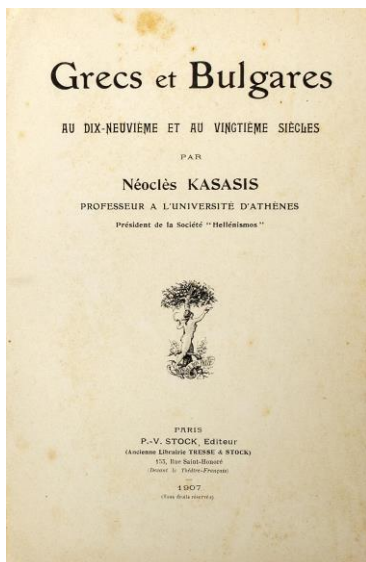 Grecs et Bulgares
AU DIX-NEUVIÈME ET AU VINGTIÈME SIÈCLES
PAR
Néoclès KASASIS
PROFESSEUR A L'UNIVERSITÉ D'ATHÈNES
Président de la Société "Hellénismos"
PARIS
P.-V. STOCK, Editeur
(Ancienne Librairie TRESSE & STOCK)
155, Rue Saint-Honoré
(Devant le Théâtre-Français)
1907
(Tous droits réservés)